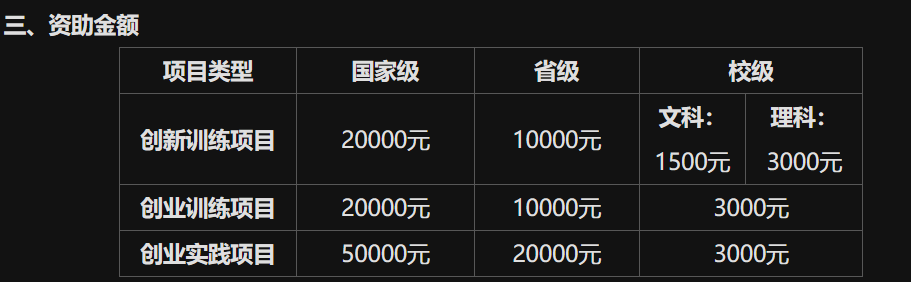 三、资助金额
项目类型 国家级 省级 校级
创新训练项目 20000元 10000元 文科： 理科：
1500元 3000元
创业训练项目 20000元 10000元 3000元
创业实践项目 50000元 20000元 3000元